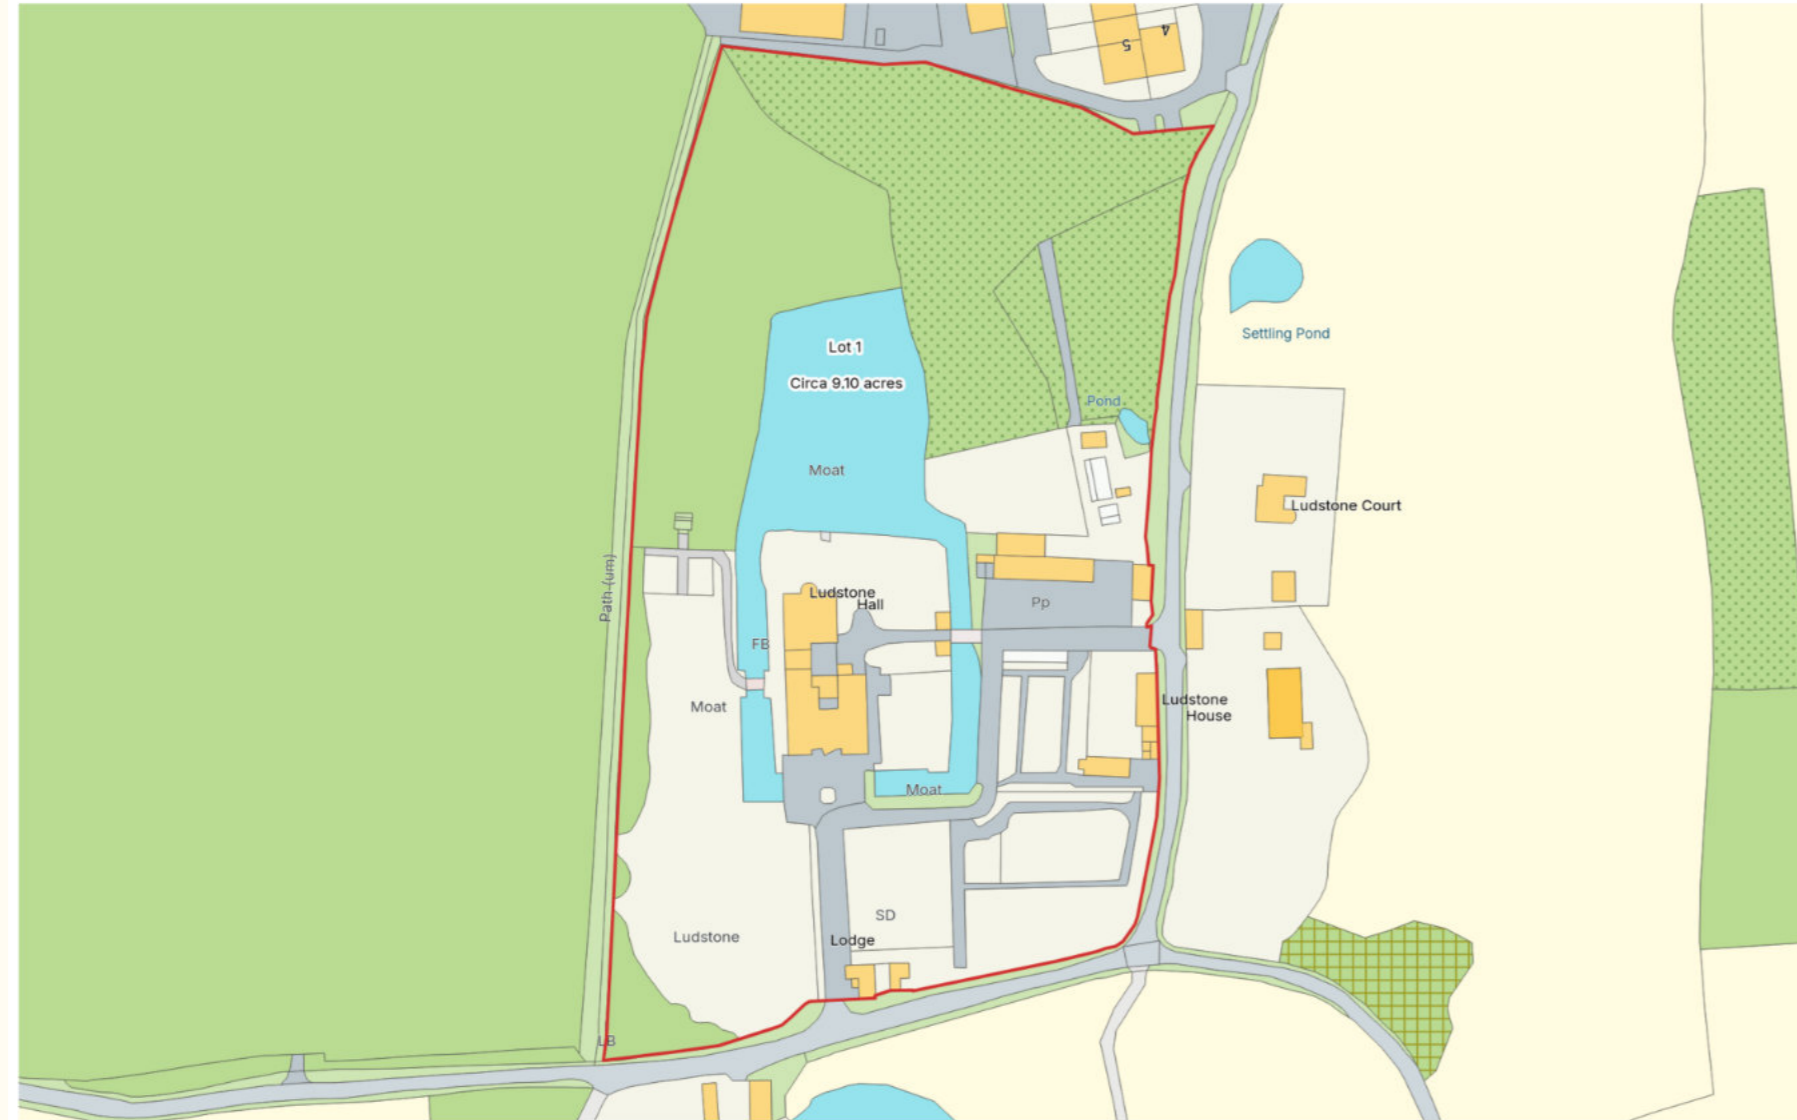 5
4
Lot 1
Circa 9.10 acres
Settling Pond
Pond
Moat
Ludstone Court
Path (um)
Ludstone
Hall
Pp
FB
Moat
Ludstone
House
Moat
SD
Ludstone
Lodge
LB